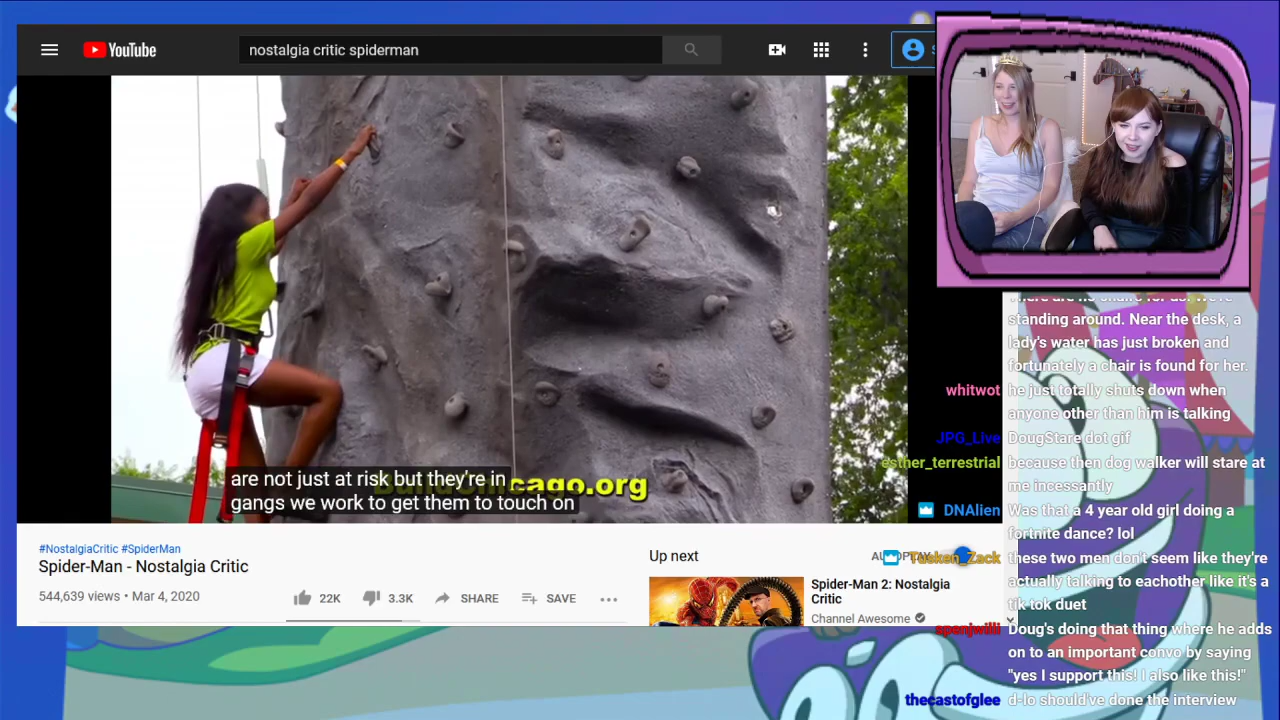 YouTube
nostalgia critic spiderman
are not just at risk but they're in
gangs we work to get them to touch on
cago.org
#NostalgiaCritic #SpiderMan
Spider-Man - Nostalgia Critic
544,639 views • Mar 4, 2020
22K
3.3K
SHARE
SAVE
Up next
Spider-Man 2: Nostalgia
Critic
Channel Awesome
standing around. Near the desk, a
lady's water has just broken and
fortunately a chair is found for her.
whitwot he just totally shuts down when
anyone other than him is talking
JPG_Live DougStare dot gif
esther_terrestrial because then dog walker will stare at
me incessantly
DNAlien Was that a 4 year old girl doing a
fortnite dance? lol
Tusken_Zack these two men don't seem like they're
actually talking to eachother like it's a
tik tok duet
spenjwilli Doug's doing that thing where he adds
on to an important convo by saying
"yes I support this! I also like this!"
thecastofglee d-lo should've done the interview